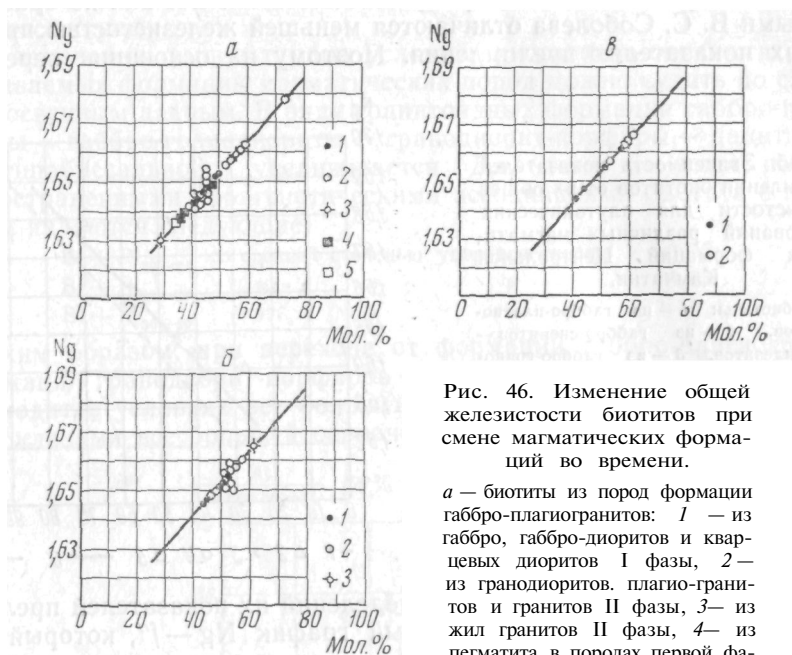 Ng
а
1,69
1,67
1,65
1,63
1
2
3
4
5
0 20 40 60 80 100
Мол.%
Ng
в
1,69
1,67
1,65
1,63
1
2
0 20 40 60 80 100
Мол.%
Ng
б
1,69
1,67
1,65
1,63
1
2
3
0 20 40 60 80 100
Мол.%
Рис. 46. Изменение общей
железистости биотитов при
смене магматических форма-
ций во времени.
а — биотиты из пород формации
габбро-плагиогранитов: 1 — из
габбро, габбро-диоритов и квар-
цевых диоритов I фазы, 2 —
из гранодиоритов. плагио-грани-
тов и гранитов II фазы, 3— из
жил гранитов II фазы, 4— из
пегматита в породах первой фа-